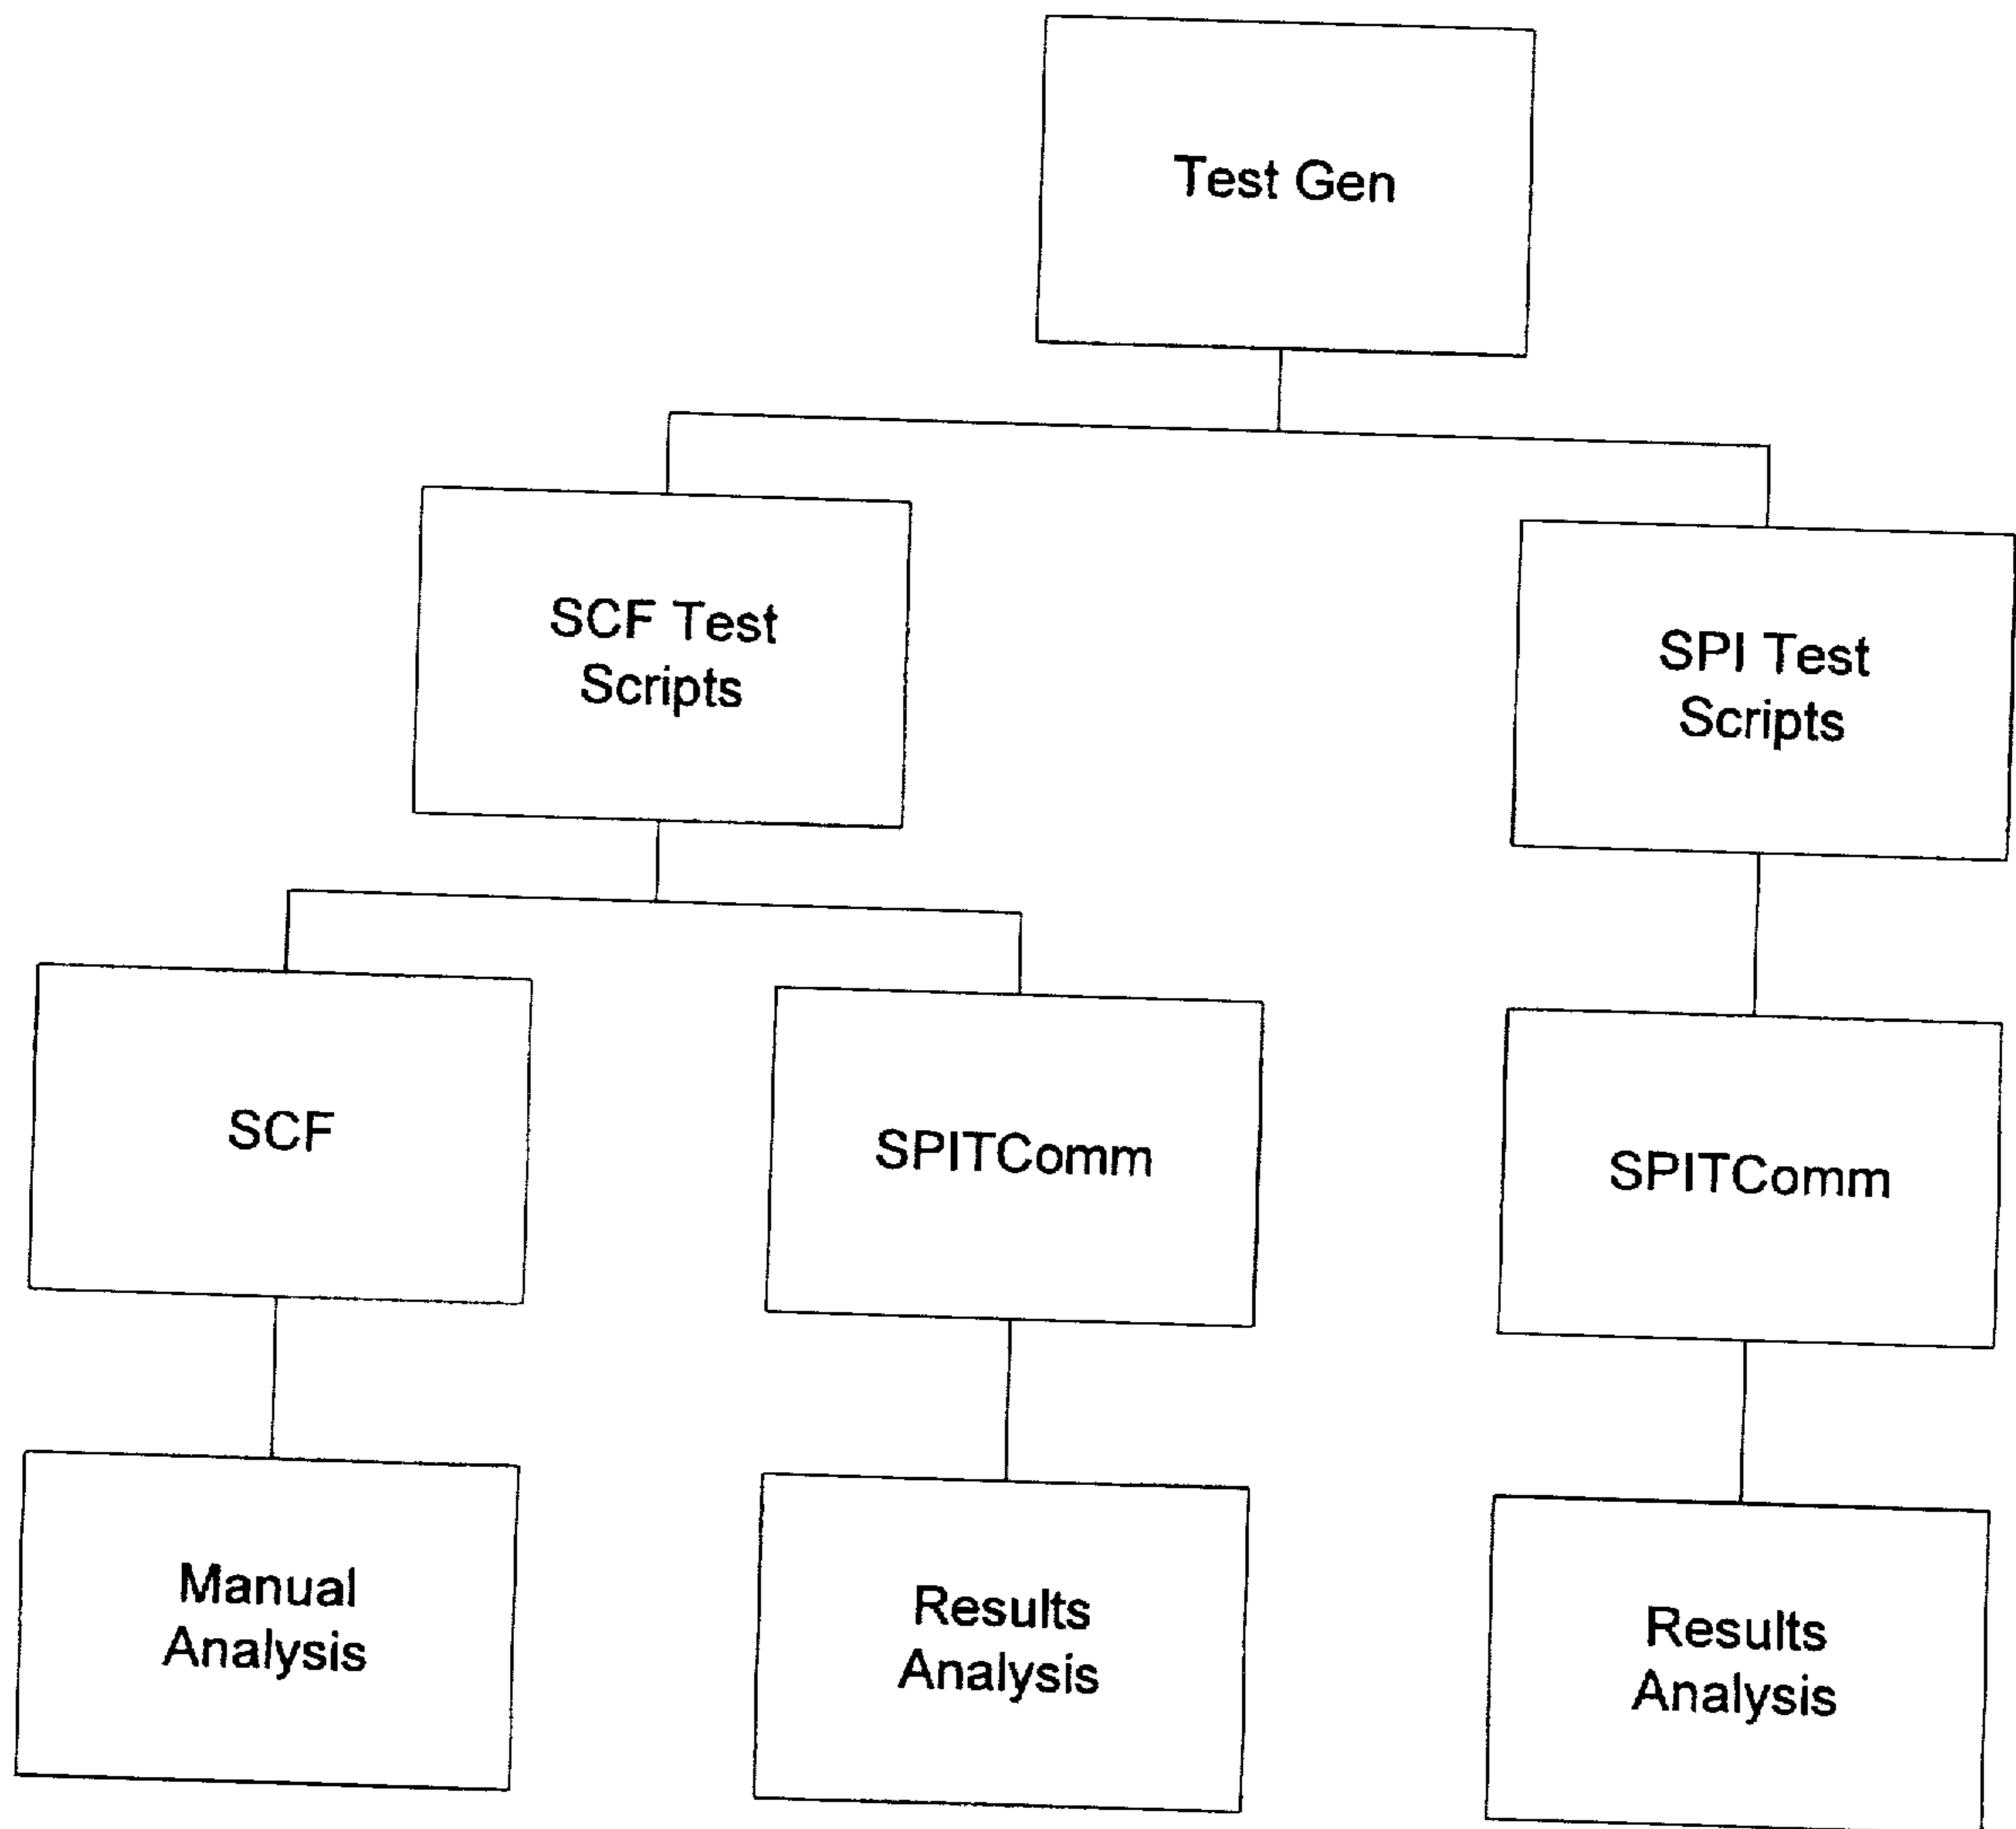 Test Gen
SCF Test
Scripts
SPI Test
Scripts
SCF
SPITComm
SPITComm
Manual
Analysis
Results
Analysis
Results
Analysis